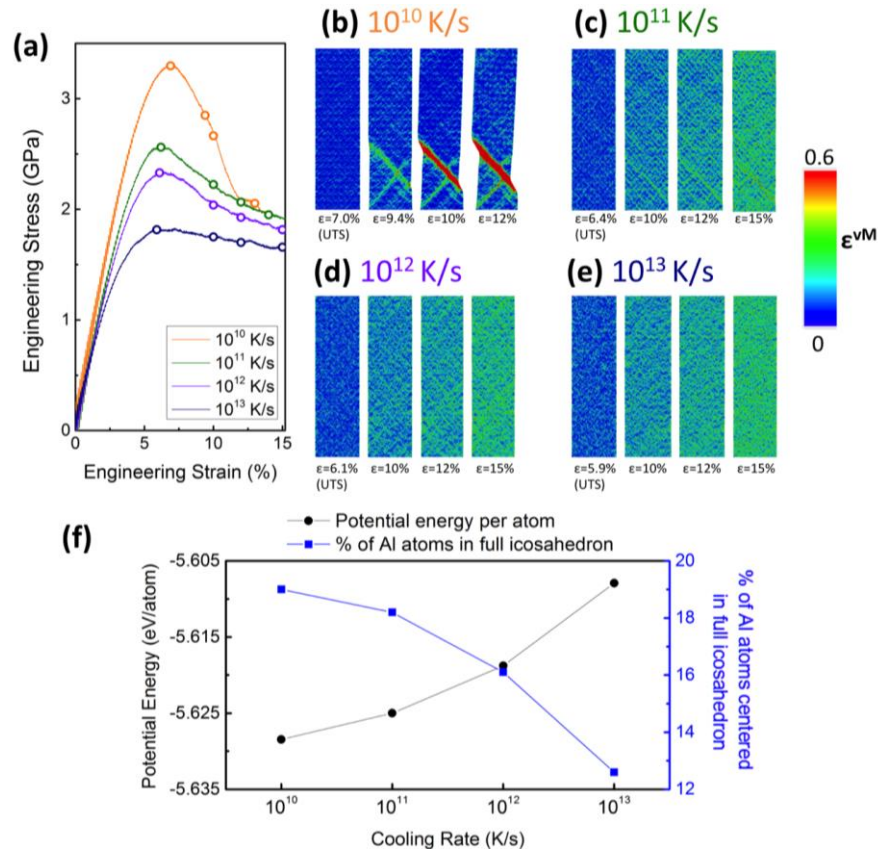 (a)
Engineering Stress (GPa)
3
2
1
0
0 5 10 15
Engineering Strain (%)
10¹⁰ K/s
10¹¹ K/s
10¹² K/s
10¹³ K/s
(b) 10¹⁰ K/s
ε=7.0% ε=9.4% ε=10% ε=12%
(UTS)
(c) 10¹¹ K/s
ε=6.4% ε=10% ε=12% ε=15%
(UTS)
0.6
εᵛᴹ
0
(d) 10¹² K/s
ε=6.1% ε=10% ε=12% ε=15%
(UTS)
(e) 10¹³ K/s
ε=5.9% ε=10% ε=12% ε=15%
(UTS)
(f)
Potential energy per atom
% of Al atoms in full icosahedron
Potential Energy (eV/atom)
-5.605
-5.615
-5.625
-5.635
20
18
16
14
12
% of Al atoms centered
in full icosahedron
10¹⁰ 10¹¹ 10¹² 10¹³
Cooling Rate (K/s)